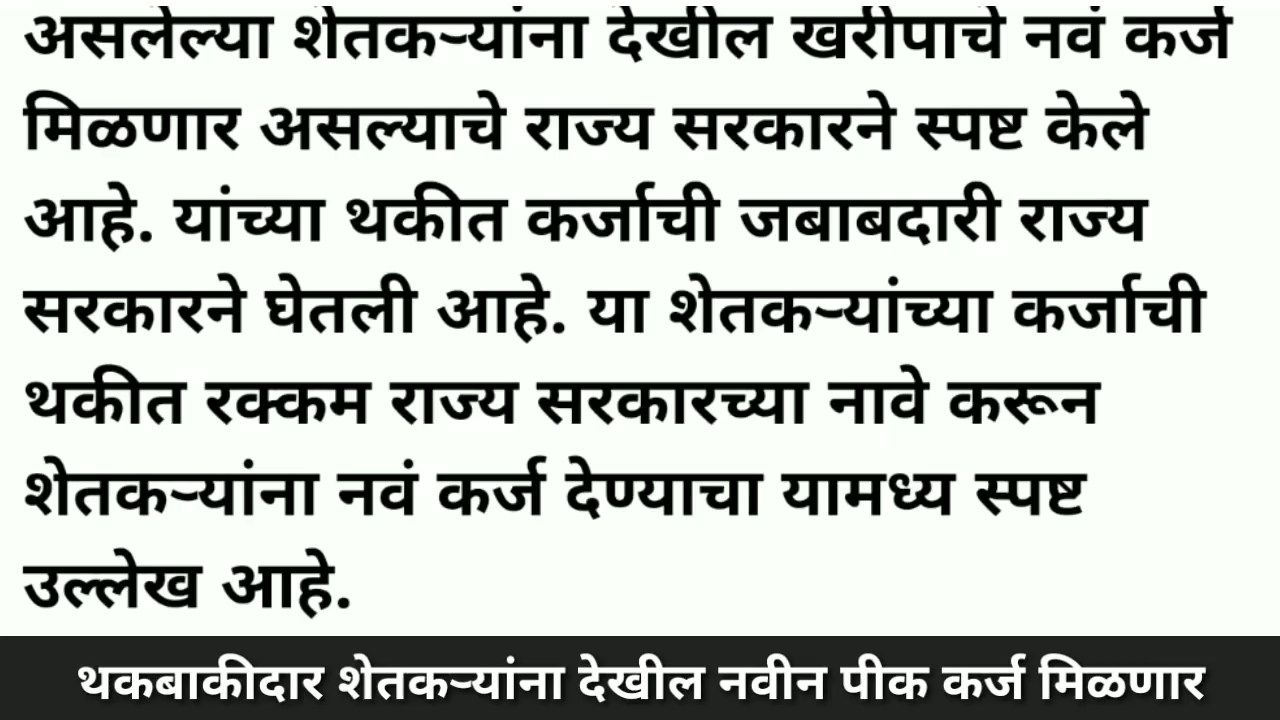 असलेल्या शेतकऱ्यांना देखील खरीपाचे नवं कर्ज
मिळणार असल्याचे राज्य सरकारने स्पष्ट केले
आहे. यांच्या थकीत कर्जाची जबाबदारी राज्य
सरकारने घेतली आहे. या शेतकऱ्यांच्या कर्जाची
थकीत रक्कम राज्य सरकारच्या नावे करून
शेतकऱ्यांना नवं कर्ज देण्याचा यामध्य स्पष्ट
उल्लेख आहे.
थकबाकीदार शेतकऱ्यांना देखील नवीन पीक कर्ज मिळणार